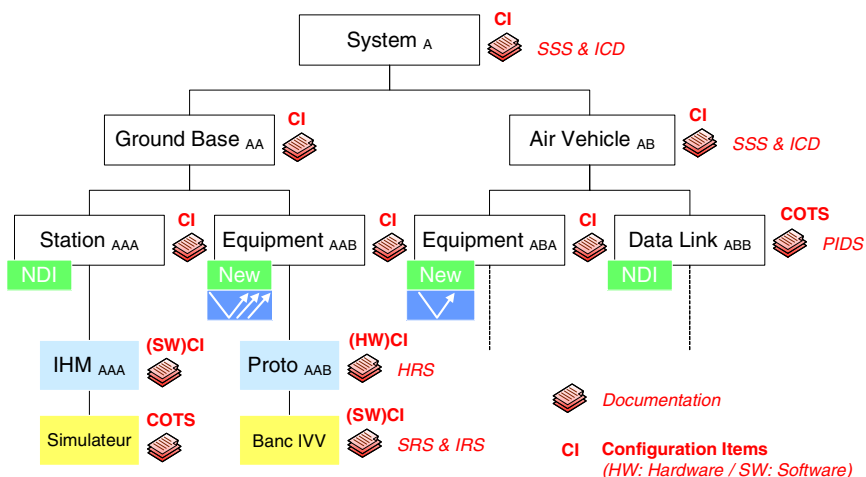 CI
System A
SSS & ICD
CI
Ground Base AA
CI
Air Vehicle AB
SSS & ICD
CI
Station AAA
NDI
CI
Equipment AAB
New
CI
Equipment ABA
New
COTS
Data Link ABB
PIDS
NDI
(SW)CI
IHM AAA
(HW)CI
Proto AAB
HRS
COTS
Simulateur
(SW)CI
Banc IVV
SRS & IRS
Documentation
CI Configuration Items
(HW: Hardware / SW: Software)